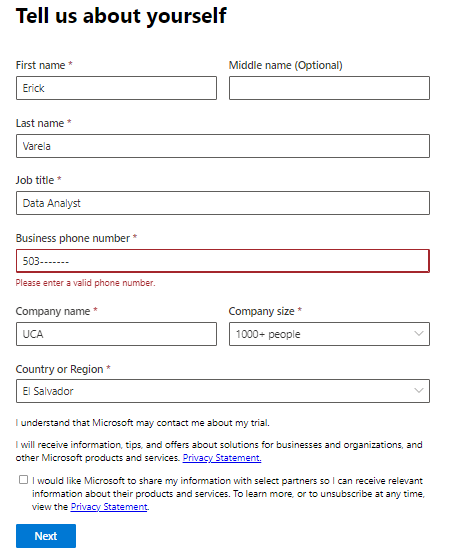 Tell us about yourself
First name * Middle name (Optional)
Erick
Last name *
Varela
Job title *
Data Analyst
Business phone number *
503-------
Please enter a valid phone number.
Company name * Company size *
UCA 1000+ people
Country or Region *
El Salvador
I understand that Microsoft may contact me about my trial.
I will receive information, tips, and offers about solutions for businesses and organizations, and
other Microsoft products and services. Privacy Statement.
I would like Microsoft to share my information with select partners so I can receive relevant
information about their products and services. To learn more, or to unsubscribe at any time,
view the Privacy Statement.
Next